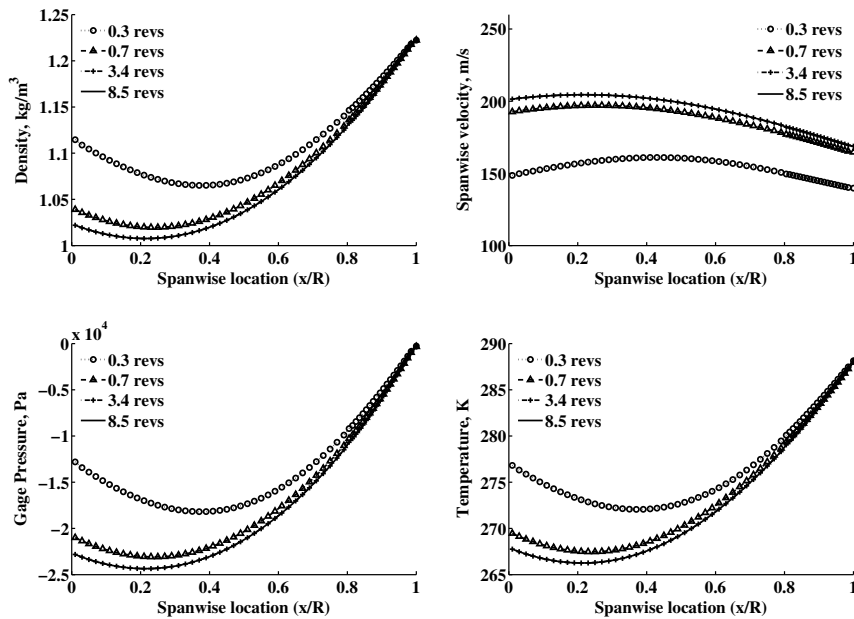 1.25
1.2
1.15
1.1
1.05
1
0 0.2 0.4 0.6 0.8 1
Density, kg/m³
Spanwise location (x/R)
0.3 revs
0.7 revs
3.4 revs
8.5 revs
250
200
150
100
0 0.2 0.4 0.6 0.8 1
Spanwise velocity, m/s
Spanwise location (x/R)
0.3 revs
0.7 revs
3.4 revs
8.5 revs
x 10⁴
0
−0.5
−1
−1.5
−2
−2.5
0 0.2 0.4 0.6 0.8 1
Gage Pressure, Pa
Spanwise location (x/R)
0.3 revs
0.7 revs
3.4 revs
8.5 revs
290
285
280
275
270
265
0 0.2 0.4 0.6 0.8 1
Temperature, K
Spanwise location (x/R)
0.3 revs
0.7 revs
3.4 revs
8.5 revs